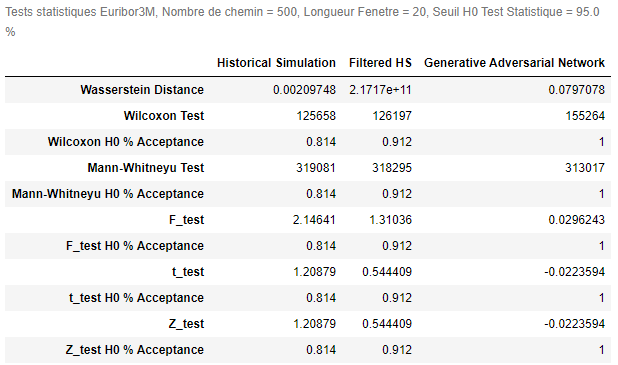 Tests statistiques Euribor3M, Nombre de chemin = 500, Longueur Fenetre = 20, Seuil H0 Test Statistique = 95.0
%
Historical Simulation Filtered HS Generative Adversarial Network
Wasserstein Distance 0.00209748 2.1717e+11 0.0797078
Wilcoxon Test 125658 126197 155264
Wilcoxon H0 % Acceptance 0.814 0.912 1
Mann-Whitneyu Test 319081 318295 313017
Mann-Whitneyu H0 % Acceptance 0.814 0.912 1
F_test 2.14641 1.31036 0.0296243
F_test H0 % Acceptance 0.814 0.912 1
t_test 1.20879 0.544409 -0.0223594
t_test H0 % Acceptance 0.814 0.912 1
Z_test 1.20879 0.544409 -0.0223594
Z_test H0 % Acceptance 0.814 0.912 1